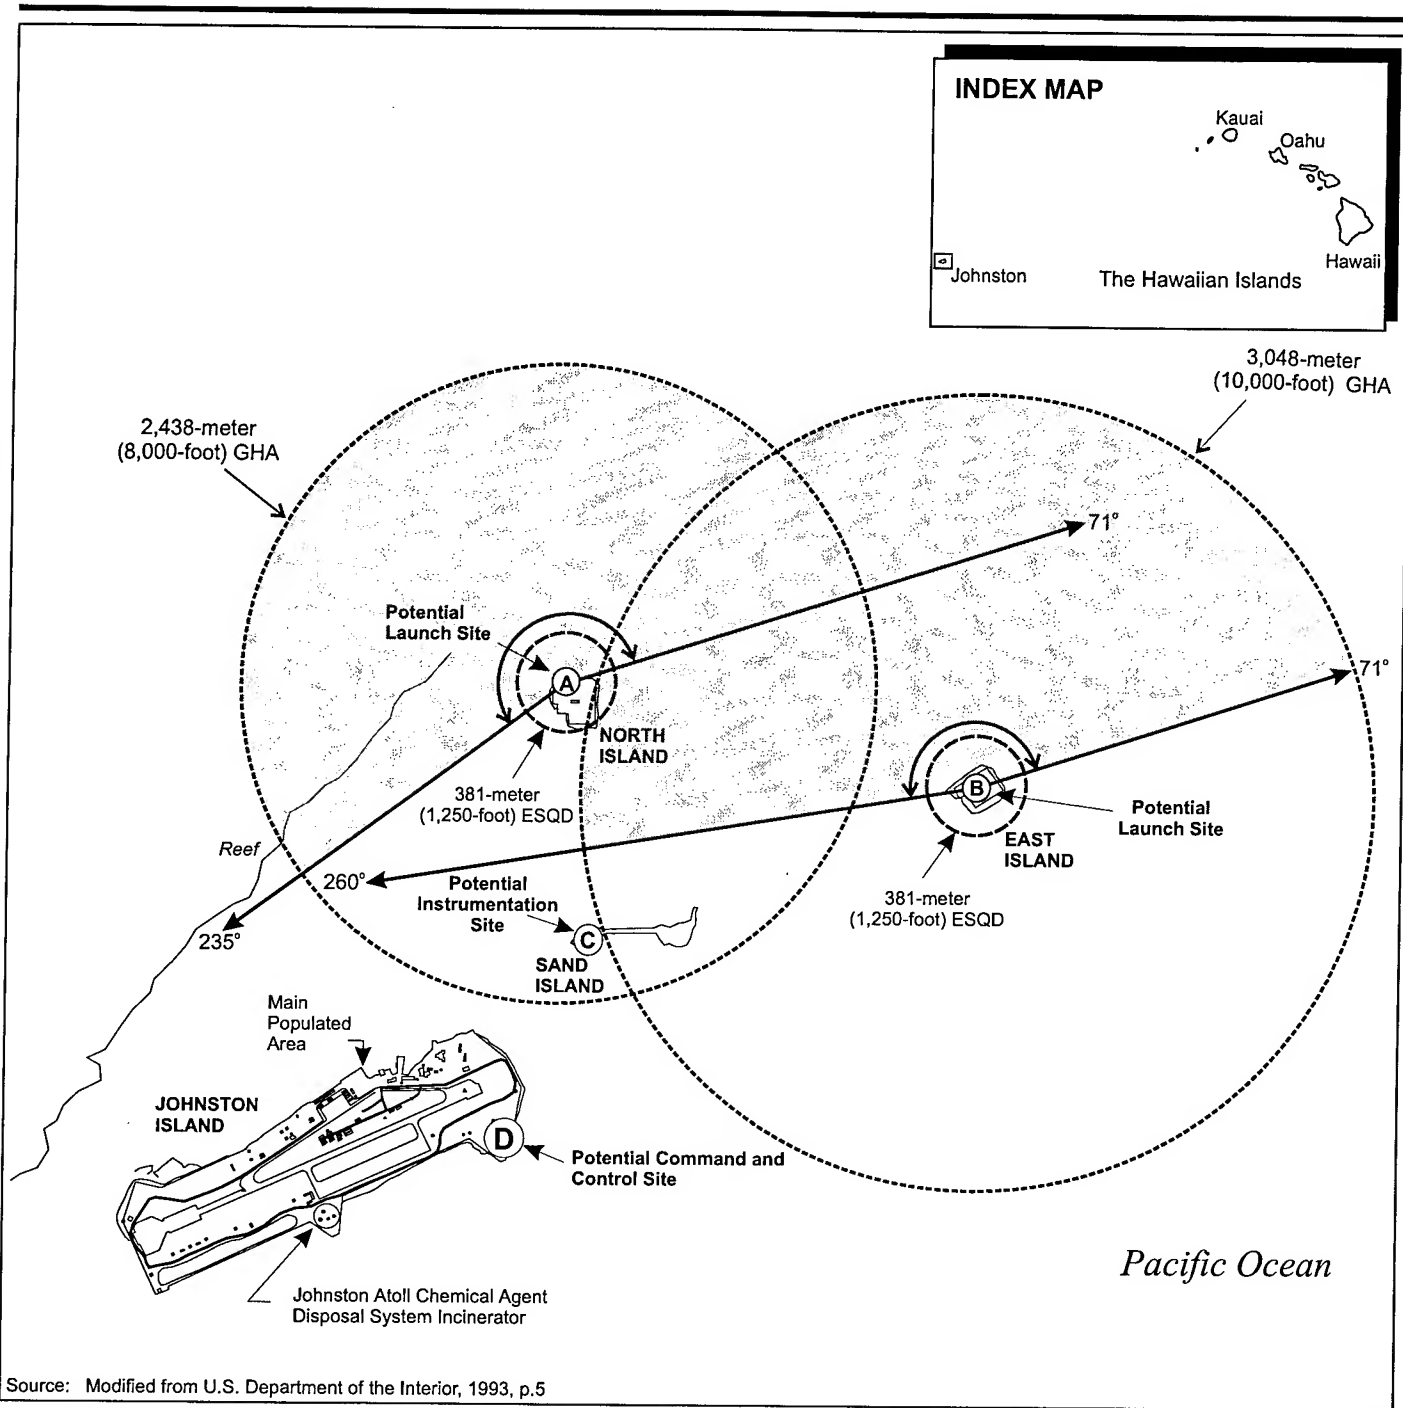 INDEX MAP
Kauai
Oahu
Hawaii
Johnston
The Hawaiian Islands
3,048-meter
(10,000-foot) GHA
2,438-meter
(8,000-foot) GHA
71°
Potential
Launch Site
A
71°
NORTH
ISLAND
381-meter
(1,250-foot) ESQD
B
Potential
Launch Site
EAST
ISLAND
Reef
260°
Potential
Instrumentation
Site
381-meter
(1,250-foot) ESQD
235°
C
SAND
ISLAND
Main
Populated
Area
JOHNSTON
ISLAND
D
Potential Command and
Control Site
Pacific Ocean
Johnston Atoll Chemical Agent
Disposal System Incinerator
Source: Modified from U.S. Department of the Interior, 1993, p.5